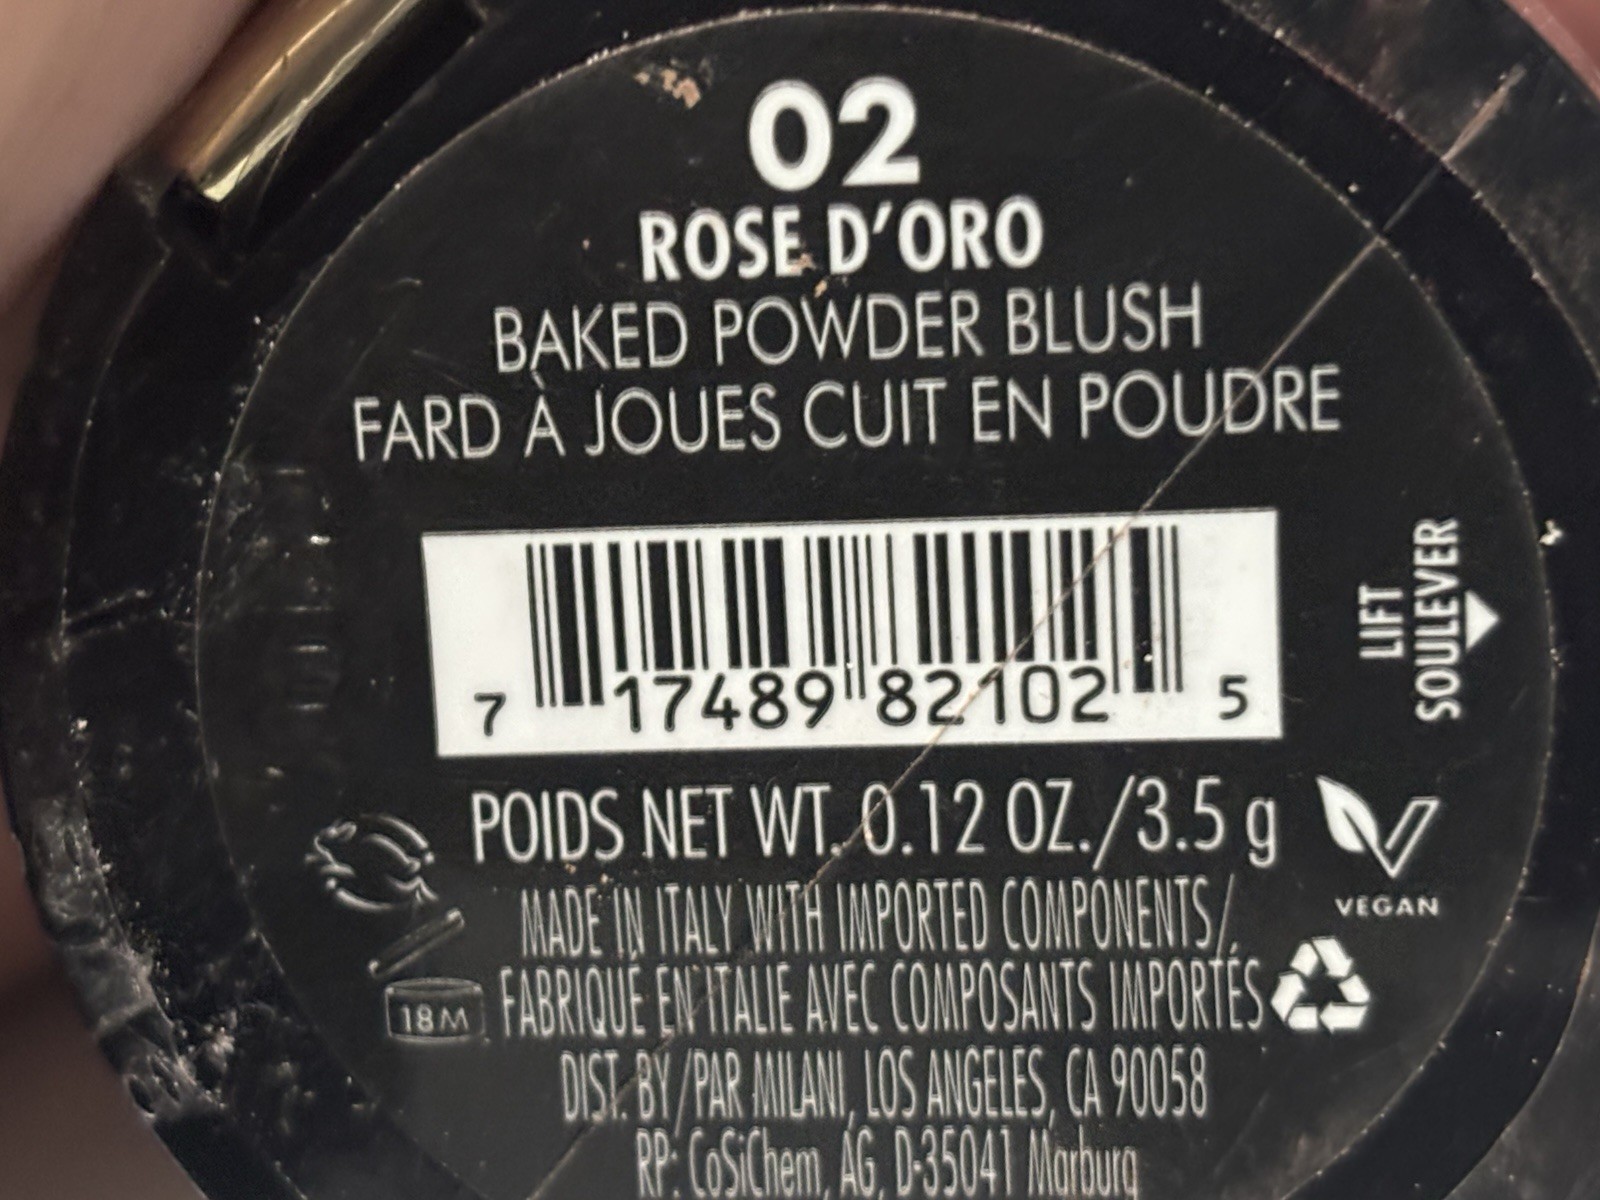 02
ROSE D'ORO
BAKED POWDER BLUSH
FARD À JOUES CUIT EN POUDRE
7 17489 82102 5
LIFT
SOULEVER
POIDS NET WT. 0.12 OZ./3.5 g
VEGAN
MADE IN ITALY WITH IMPORTED COMPONENTS/
FABRIQUÉ EN ITALIE AVEC COMPOSANTS IMPORTÉS
18M
DIST. BY/PAR MILANI, LOS ANGELES, CA 90058
RP: CoSiChem, AG, D-35041 Marburg